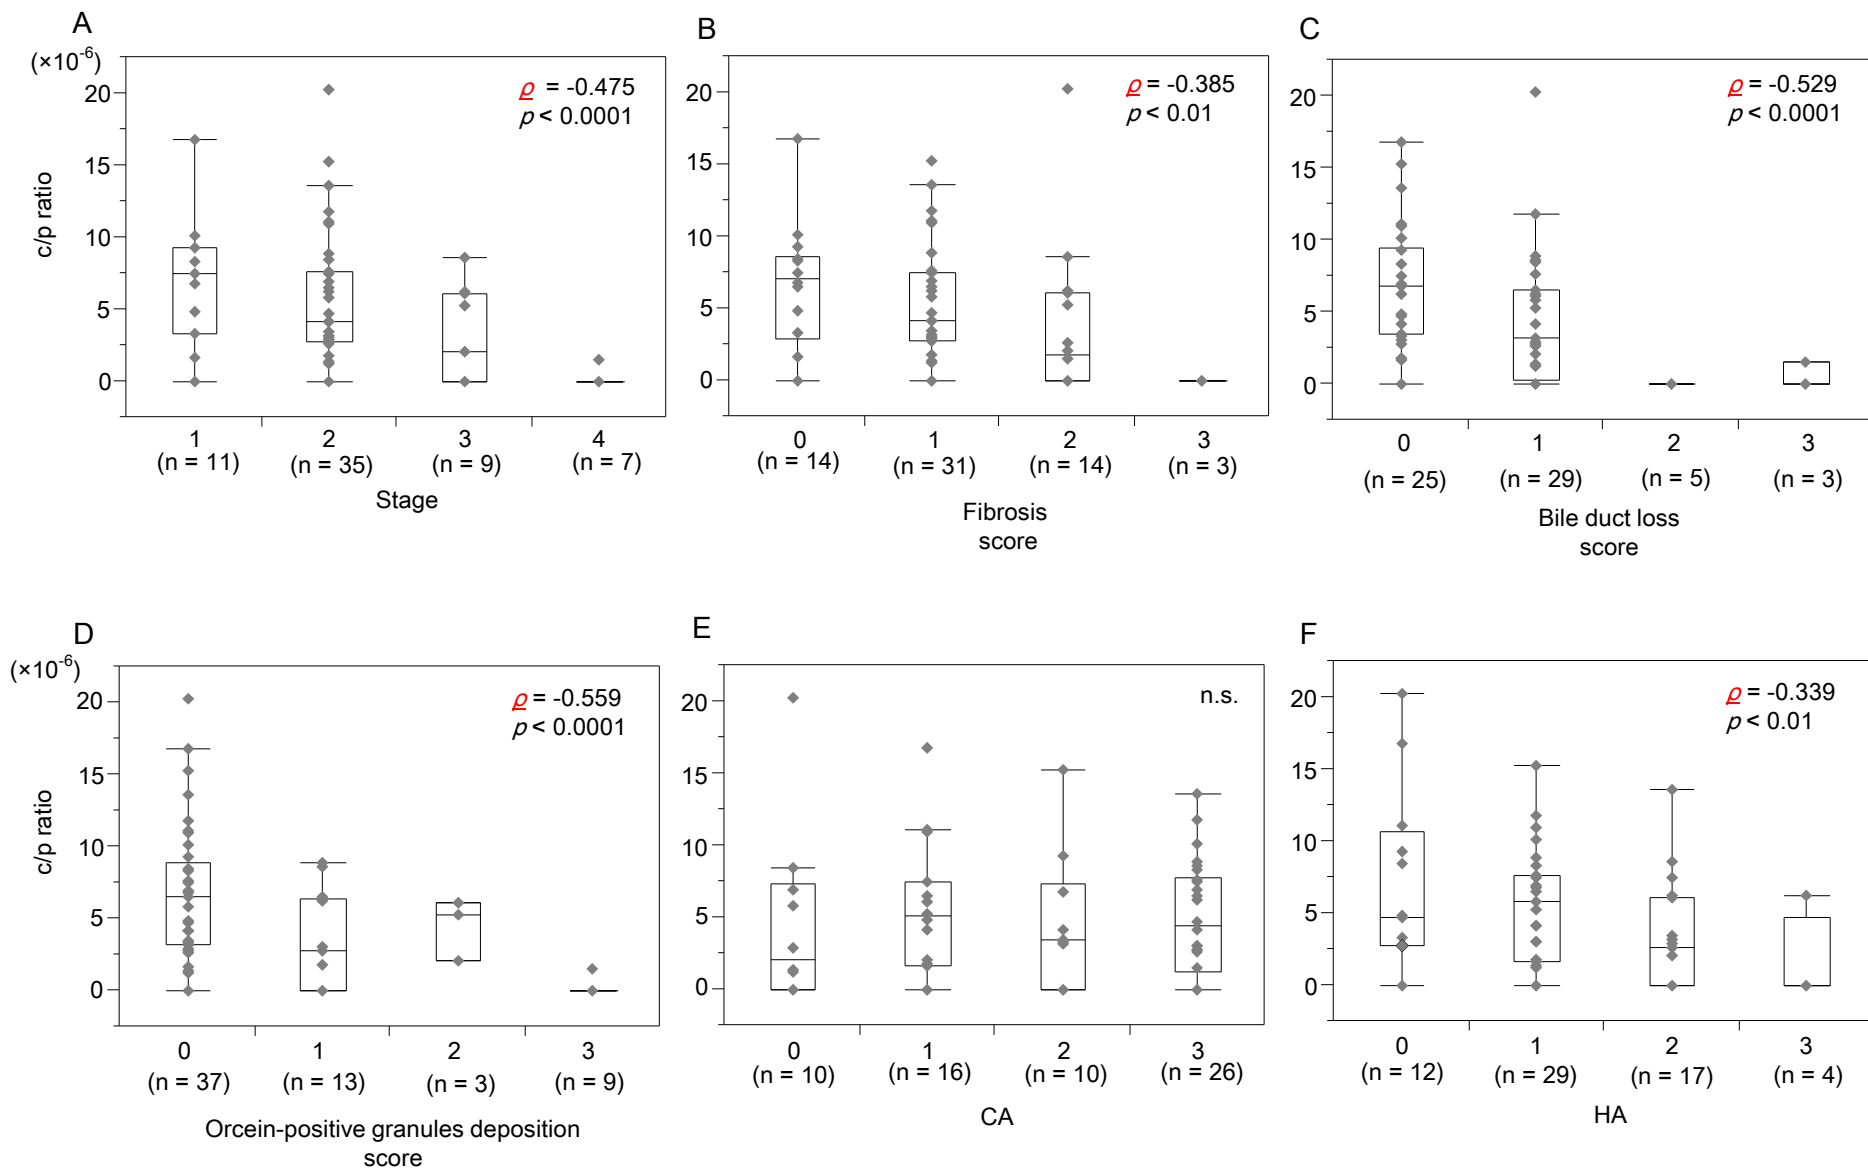 A
(×10⁻⁶)
20
15
10
5
0
c/p ratio
ρ = -0.475
p < 0.0001
1 2 3 4
(n = 11) (n = 35) (n = 9) (n = 7)
Stage
B
20
15
10
5
0
ρ = -0.385
p < 0.01
0 1 2 3
(n = 14) (n = 31) (n = 14) (n = 3)
Fibrosis
score
C
20
15
10
5
0
ρ = -0.529
p < 0.0001
0 1 2 3
(n = 25) (n = 29) (n = 5) (n = 3)
Bile duct loss
score
D
(×10⁻⁶)
20
15
10
5
0
c/p ratio
ρ = -0.559
p < 0.0001
0 1 2 3
(n = 37) (n = 13) (n = 3) (n = 9)
Orcein-positive granules deposition
score
E
20
15
10
5
0
n.s.
0 1 2 3
(n = 10) (n = 16) (n = 10) (n = 26)
CA
F
20
15
10
5
0
ρ = -0.339
p < 0.01
0 1 2 3
(n = 12) (n = 29) (n = 17) (n = 4)
HA